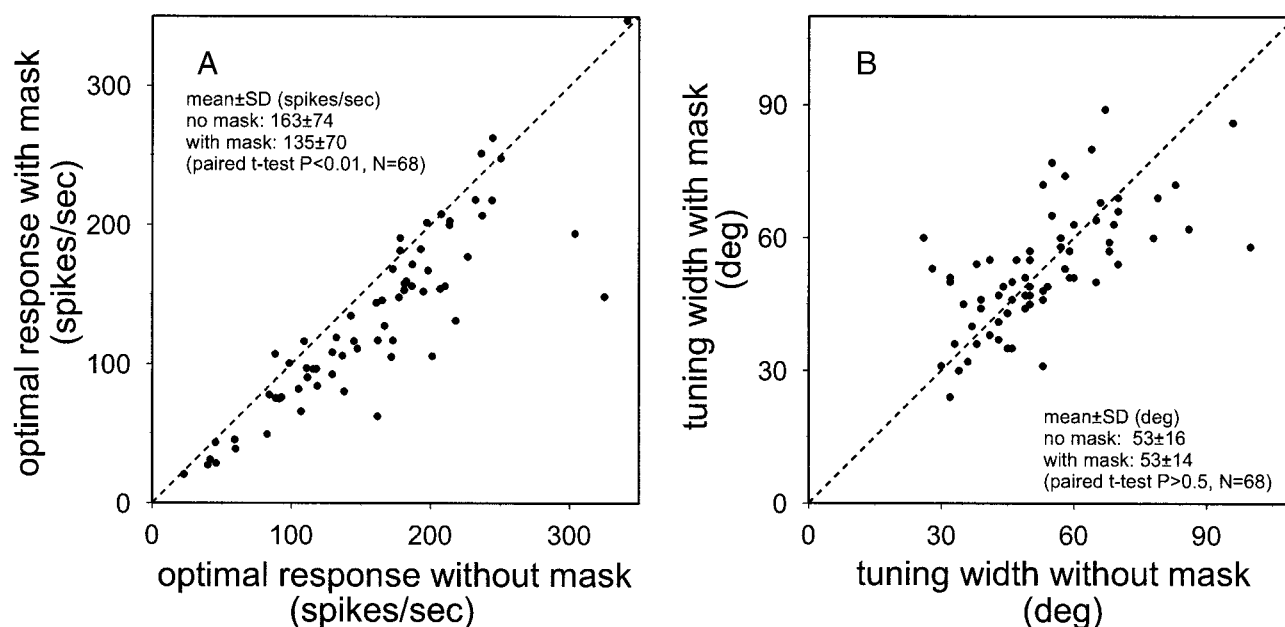 A
mean±SD (spikes/sec)
no mask: 163±74
with mask: 135±70
(paired t-test P<0.01, N=68)
optimal response with mask
(spikes/sec)
300
200
100
0
0 100 200 300
optimal response without mask
(spikes/sec)
B
tuning width with mask
(deg)
90
60
30
0
mean±SD (deg)
no mask: 53±16
with mask: 53±14
(paired t-test P>0.5, N=68)
0 30 60 90
tuning width without mask
(deg)